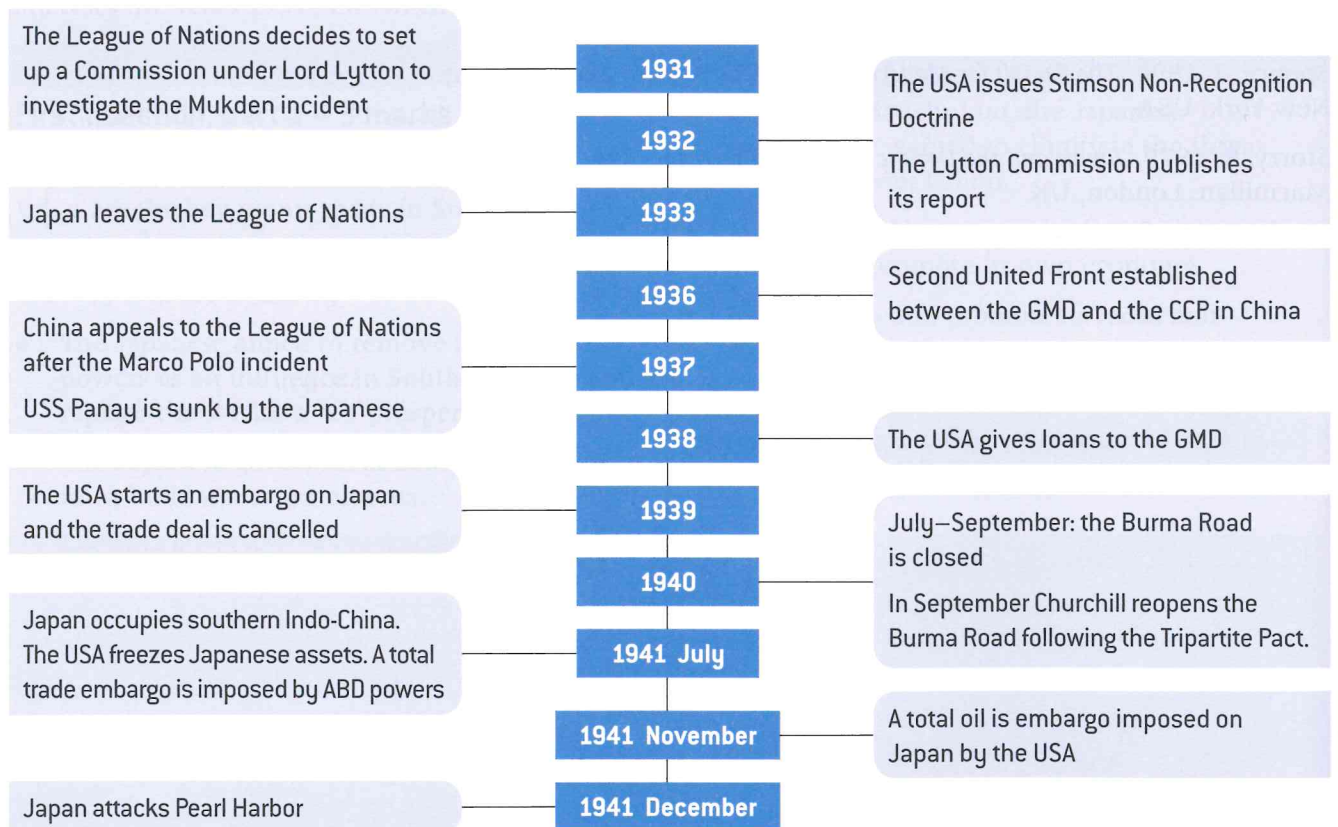 The League of Nations decides to set
up a Commission under Lord Lytton to
investigate the Mukden incident
1931
1932
The USA issues Stimson Non-Recognition
Doctrine
The Lytton Commission publishes
its report
Japan leaves the League of Nations
1933
1936
Second United Front established
between the GMD and the CCP in China
China appeals to the League of Nations
after the Marco Polo incident
USS Panay is sunk by the Japanese
1937
1938
The USA gives loans to the GMD
The USA starts an embargo on Japan
and the trade deal is cancelled
1939
1940
July–September: the Burma Road
is closed
In September Churchill reopens the
Burma Road following the Tripartite Pact.
Japan occupies southern Indo-China.
The USA freezes Japanese assets. A total
trade embargo is imposed by ABD powers
1941 July
1941 November
A total oil is embargo imposed on
Japan by the USA
Japan attacks Pearl Harbor
1941 December